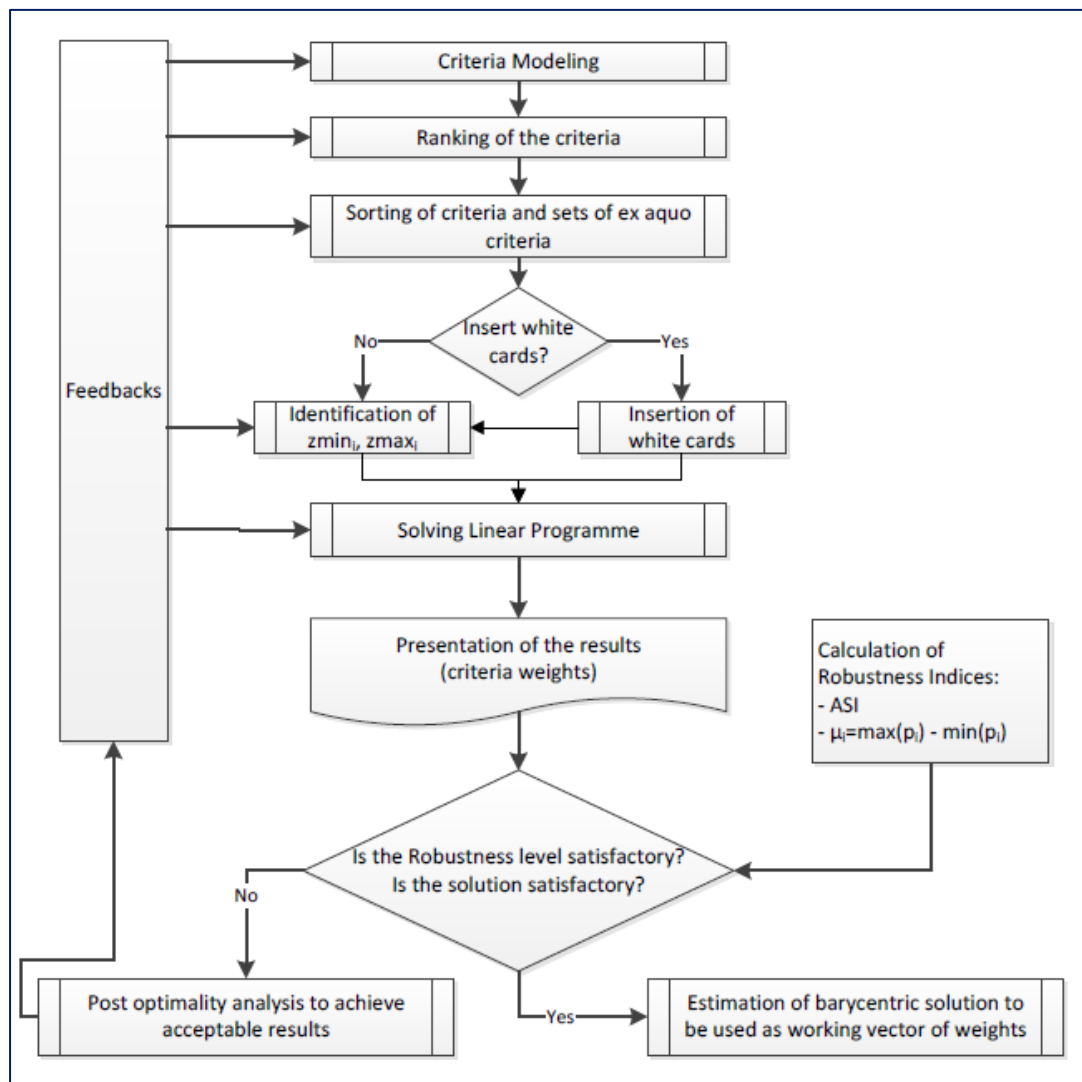 Criteria Modeling
Ranking of the criteria
Sorting of criteria and sets of ex aquo
criteria
Insert white
cards?
No
Yes
Feedbacks
Identification of
zminᵢ, zmaxᵢ
Insertion of
white cards
Solving Linear Programme
Presentation of the results
(criteria weights)
Calculation of
Robustness Indices:
- ASI
- μᵢ=max(pᵢ) - min(pᵢ)
Is the Robustness level satisfactory?
Is the solution satisfactory?
No
Post optimality analysis to achieve
acceptable results
Yes
Estimation of barycentric solution to
be used as working vector of weights